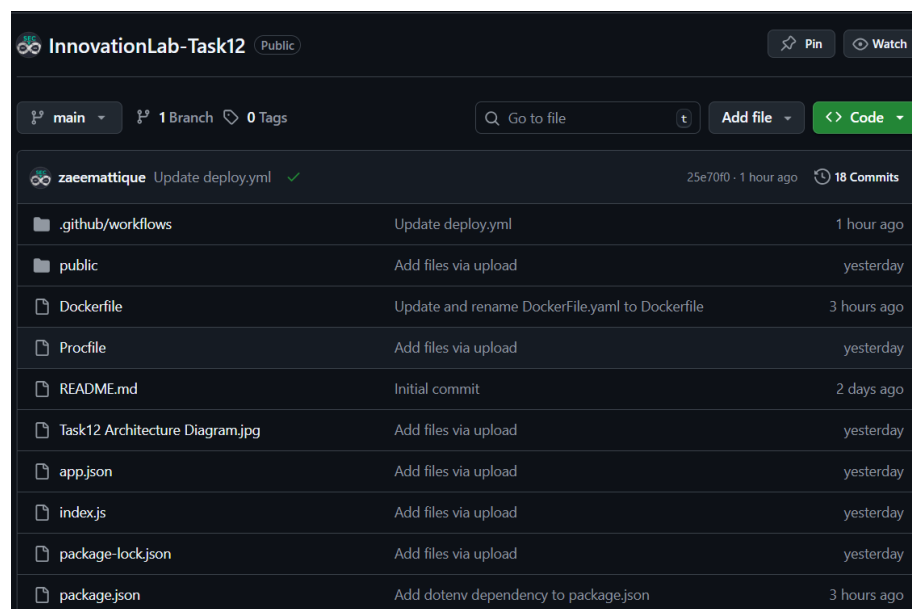 SEC
InnovationLab-Task12 Public Pin Watch
main 1 Branch 0 Tags Go to file t Add file <> Code
zaeemattique Update deploy.yml 25e70f0 · 1 hour ago 18 Commits
.github/workflows Update deploy.yml 1 hour ago
public Add files via upload yesterday
Dockerfile Update and rename DockerFile.yaml to Dockerfile 3 hours ago
Procfile Add files via upload yesterday
README.md Initial commit 2 days ago
Task12 Architecture Diagram.jpg Add files via upload yesterday
app.json Add files via upload yesterday
index.js Add files via upload yesterday
package-lock.json Add files via upload yesterday
package.json Add dotenv dependency to package.json 3 hours ago